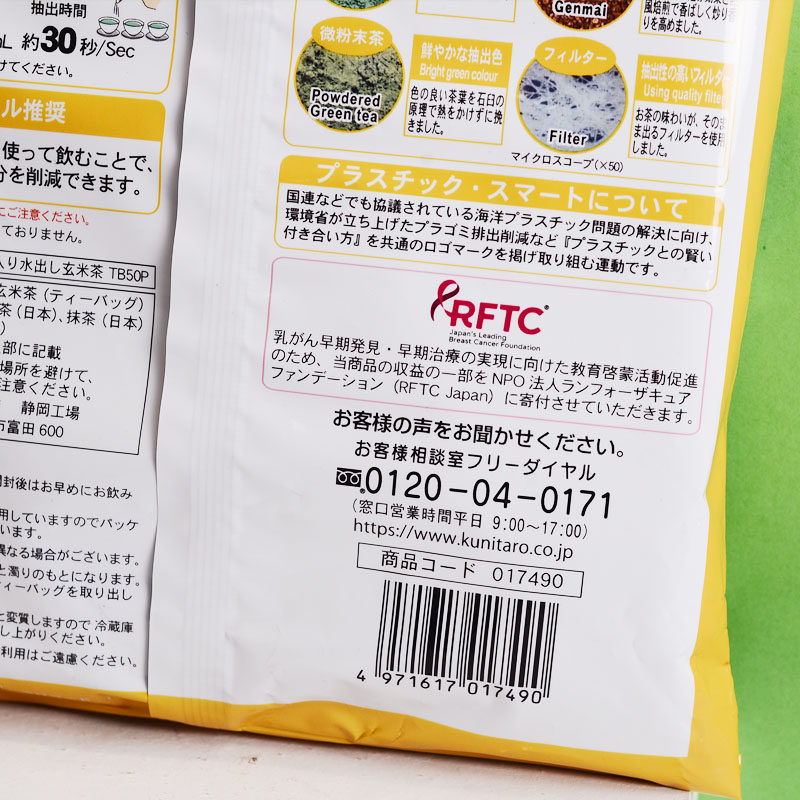 抽出時間
mL 約30秒/Sec
けてください。
ル推奨
使って飲むことで、
分を削減できます。
にご注意ください。
ておりません。
入り水出し玄米茶 TB50P
玄米茶(ティーバッグ)
茶(日本)、抹茶(日本)
部に記載
場所を避けて、
注意ください。
静岡工場
市富田 600
開封後はお早めにお飲み
用していますのでパッケ
います。
異なる場合がございます。
と濁りのもとになります。
ティーバッグを取り出し
と変質しますので 冷蔵庫
し上がりください。
利用はご遠慮ください。
Genmai
風焙煎で香ばしく炒り香
りを高めました。
微粉末茶
Powdered
Green tea
鮮やかな抽出色
Bright green colour
色の良い茶葉を石臼の
原理で熱をかけずに挽
きました。
フィルター
Filter
抽出性の高いフィルター
Using quality filter
お茶の味わいが、そのま
ま出るフィルターを使用
しました。
マイクロスコープ(×50)
プラスチック・スマートについて
国連などでも協議されている海洋プラスチック問題の解決に向け、
環境省が立ち上げたプラゴミ排出削減など『プラスチックとの賢い
付き合い方』を共通のロゴマークを掲げ取り組む運動です。
RFTC®
Japan's Leading
Breast Cancer Foundation
乳がん早期発見・早期治療の実現に向けた教育啓蒙活動促進
のため、当商品の収益の一部をNPO法人ランフォーザキュア
ファンデーション(RFTC Japan)に寄付させていただきます。
お客様の声をお聞かせください。
お客様相談室フリーダイヤル
0120-04-0171
(窓口営業時間平日 9:00〜17:00)
https://www.kunitaro.co.jp
商品コード 017490
4 971617 017490